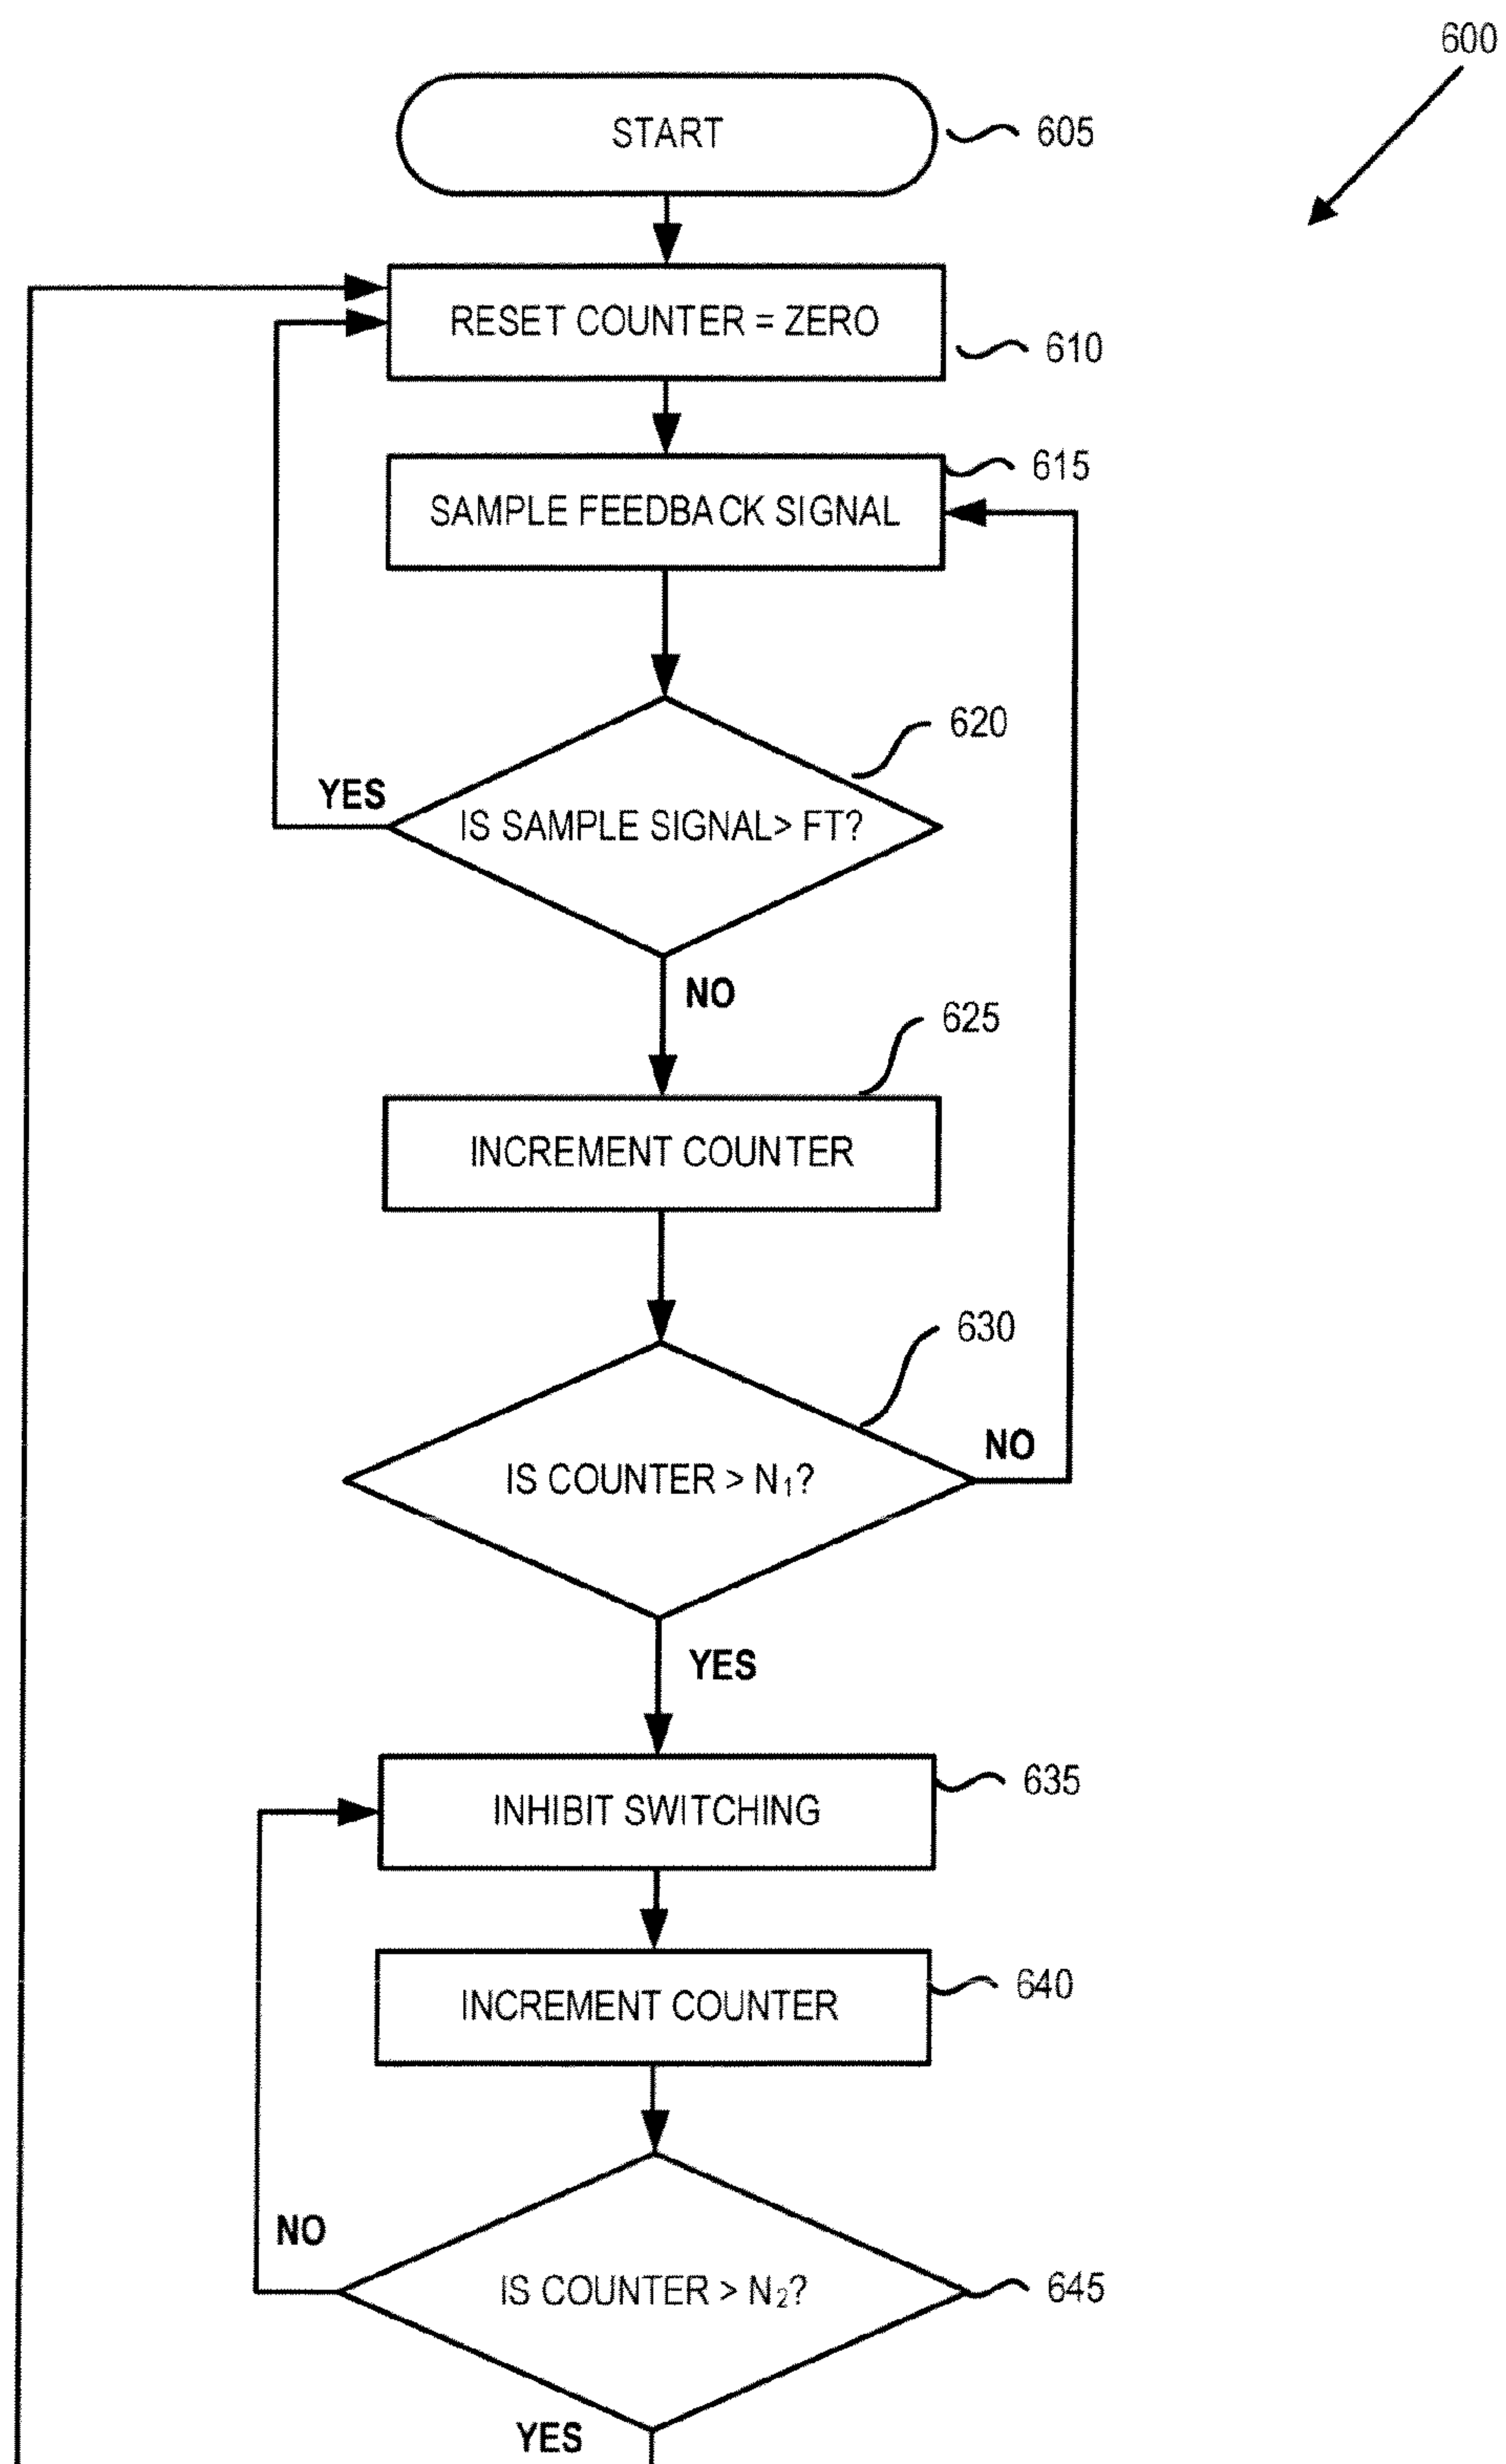 600
START
605
RESET COUNTER = ZERO
610
615
SAMPLE FEEDBACK SIGNAL
620
YES
IS SAMPLE SIGNAL> FT?
NO
625
INCREMENT COUNTER
630
NO
IS COUNTER > N₁?
YES
635
INHIBIT SWITCHING
640
INCREMENT COUNTER
NO
IS COUNTER > N₂?
645
YES